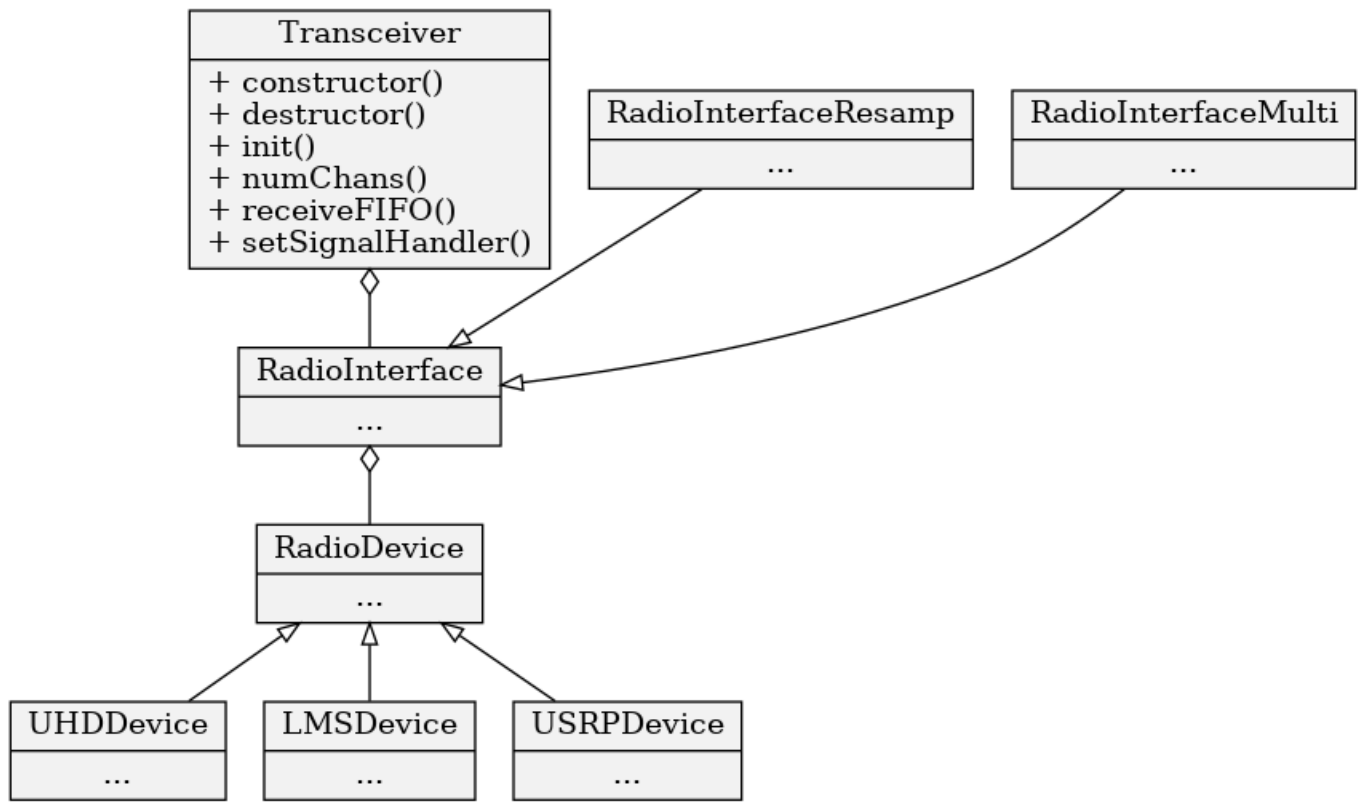 Transceiver
+ constructor()
+ destructor()
+ init()
+ numChans()
+ receiveFIFO()
+ setSignalHandler()
RadioInterfaceResamp
...
RadioInterfaceMulti
...
RadioInterface
...
RadioDevice
...
UHDDevice
...
LMSDevice
...
USRPDevice
...